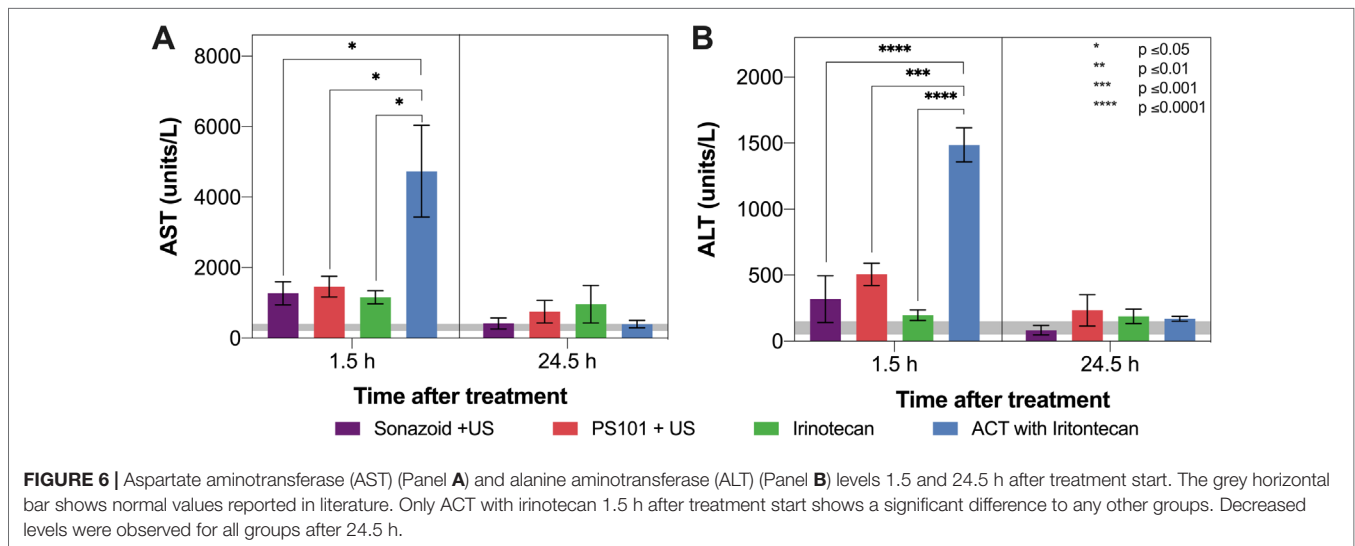 A
AST (units/L)
8000
6000
4000
2000
0
*
*
*
1.5 h
24.5 h
Time after treatment
B
ALT (units/L)
2000
1500
1000
500
0
****
***
****
* p ≤0.05
** p ≤0.01
*** p ≤0.001
**** p ≤0.0001
1.5 h
24.5 h
Time after treatment
Sonazoid +US
PS101 + US
Irinotecan
ACT with Iritontecan
FIGURE 6 | Aspartate aminotransferase (AST) (Panel A) and alanine aminotransferase (ALT) (Panel B) levels 1.5 and 24.5 h after treatment start. The grey horizontal
bar shows normal values reported in literature. Only ACT with irinotecan 1.5 h after treatment start shows a significant difference to any other groups. Decreased
levels were observed for all groups after 24.5 h.